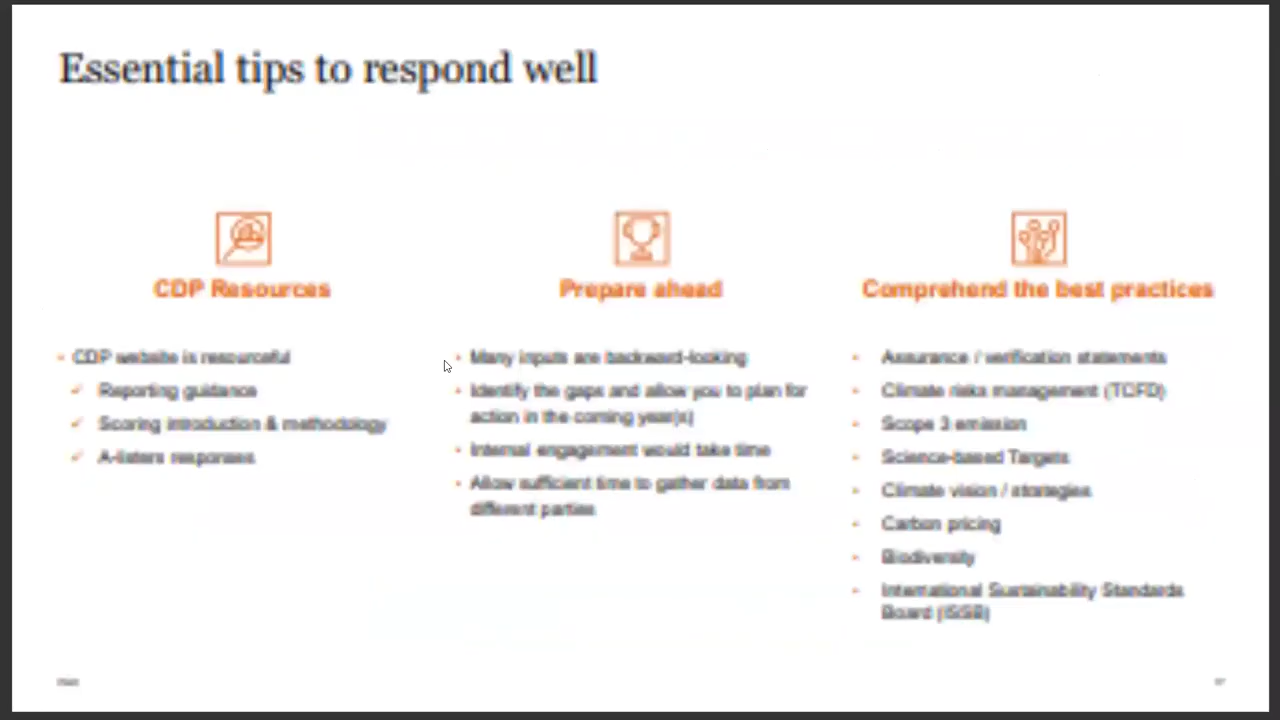 Essential tips to respond well
CDP Resources
• CDP website is resourceful
✓ Reporting guidance
✓ Scoring introduction & methodology
✓ A-listers responses
Prepare ahead
• Many inputs are backward-looking
• Identify the gaps and allow you to plan for
action in the coming year(s)
• Internal engagement would take time
• Allow sufficient time to gather data from
different parties
Comprehend the best practices
• Assurance / verification statements
• Climate risks management (TCFD)
• Scope 3 emission
• Science-based Targets
• Climate vision / strategies
• Carbon pricing
• Biodiversity
• International Sustainability Standards
Board (ISSB)